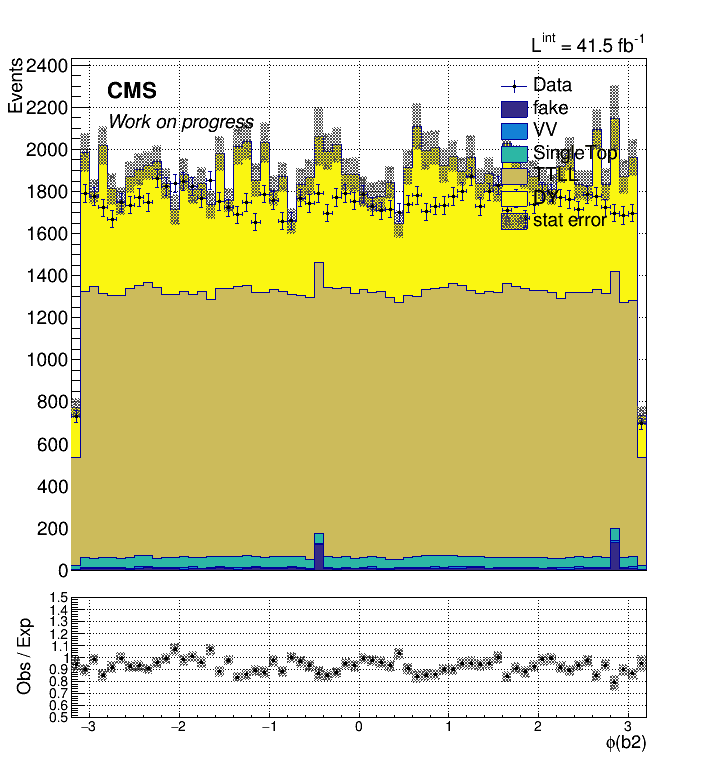 L^int = 41.5 fb^-1
Events
2400
2200
2000
1800
1600
1400
1200
1000
800
600
400
200
0
CMS
Work on progress
Data
fake
VV
SingleTop
TTLL
DY
stat error
Obs / Exp
1.5
1.4
1.3
1.2
1.1
1
0.9
0.8
0.7
0.6
0.5
−3 −2 −1 0 1 2 3
ϕ(b2)